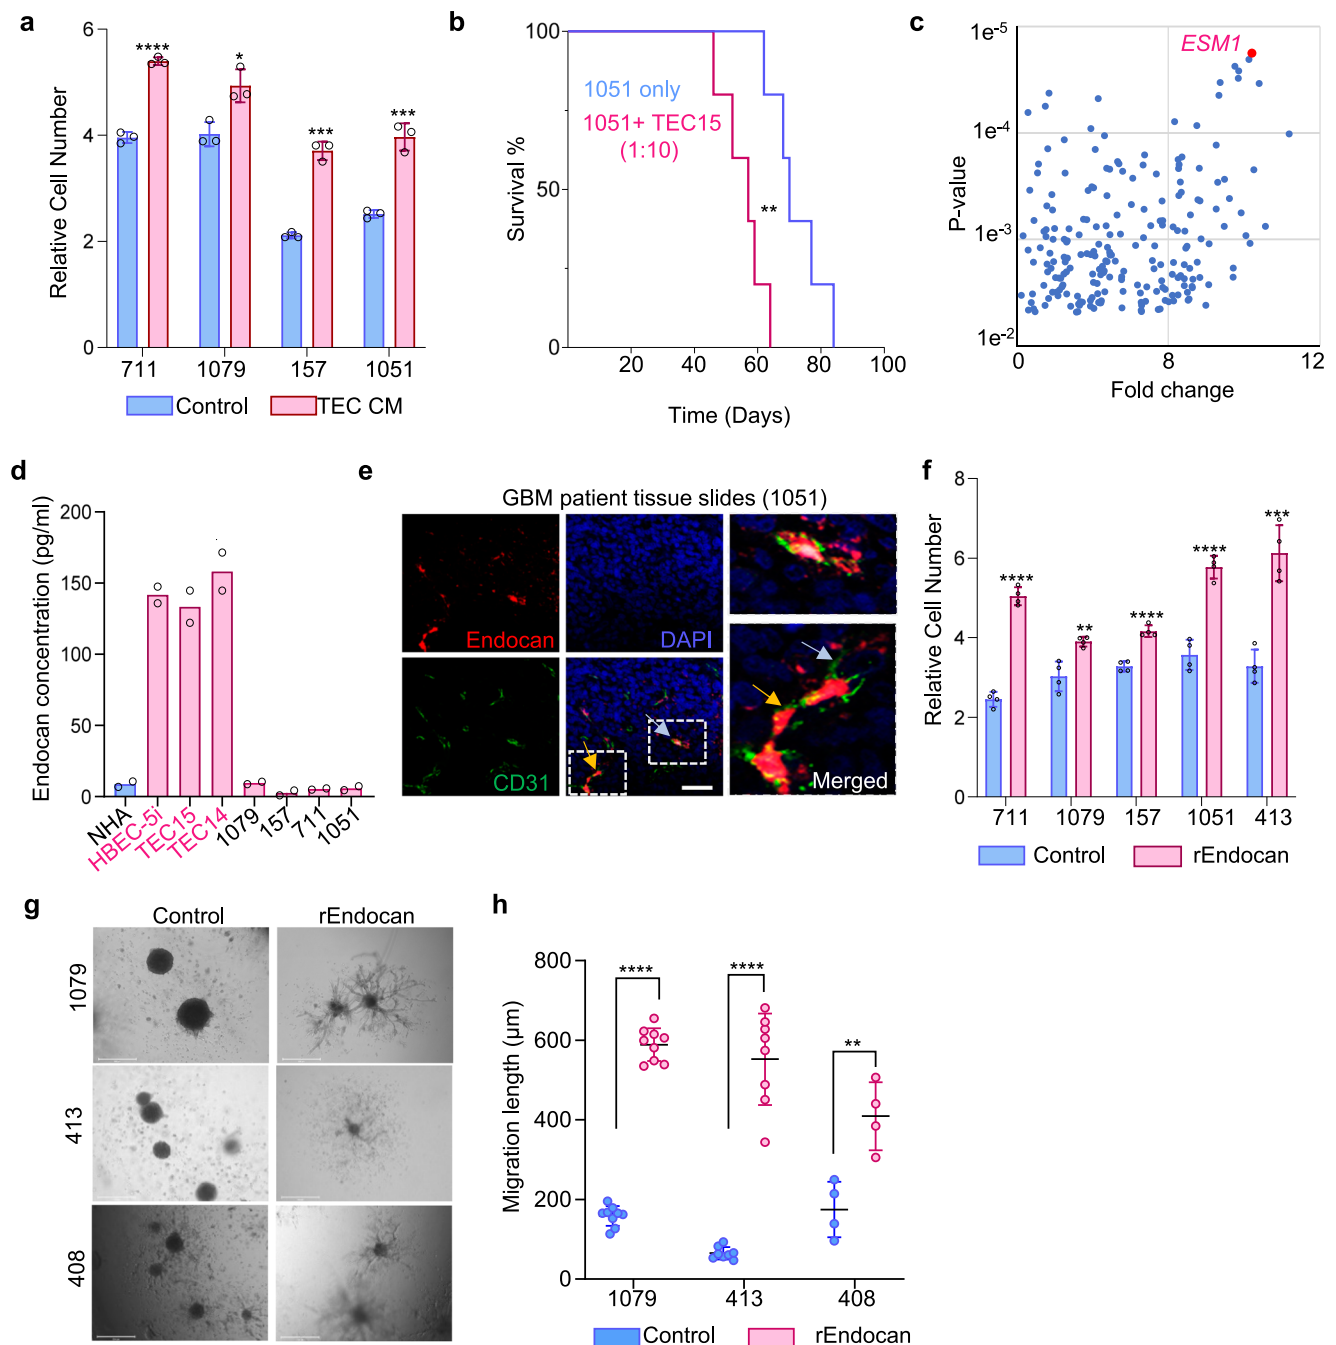 a
Relative Cell Number
6
4
2
0
****
*
***
***
711
1079
157
1051
Control
TEC CM
b
Survival %
100
50
0
1051 only
1051+ TEC15
(1:10)
**
20
40
60
80
100
Time (Days)
c
P-value
1e-5
1e-4
1e-3
1e-2
ESM1
0
8
12
Fold change
d
Endocan concentration (pg/ml)
200
150
100
50
0
NHA
HBEC-5i
TEC15
TEC14
1079
157
711
1051
e
GBM patient tissue slides (1051)
Endocan
DAPI
CD31
Merged
f
Relative Cell Number
8
6
4
2
0
****
**
****
****
***
711
1079
157
1051
413
Control
rEndocan
g
Control
rEndocan
1079
413
408
h
Migration length (µm)
800
600
400
200
0
****
****
**
1079
413
408
Control
rEndocan